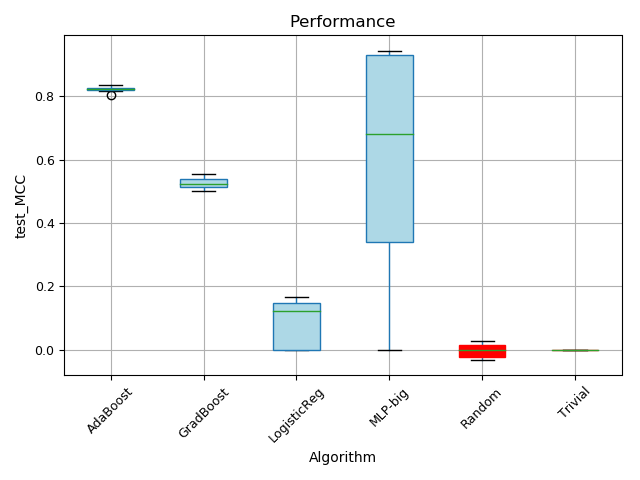 Performance
test_MCC
0.8
0.6
0.4
0.2
0.0
AdaBoost
GradBoost
LogisticReg
MLP-big
Random
Trivial
Algorithm